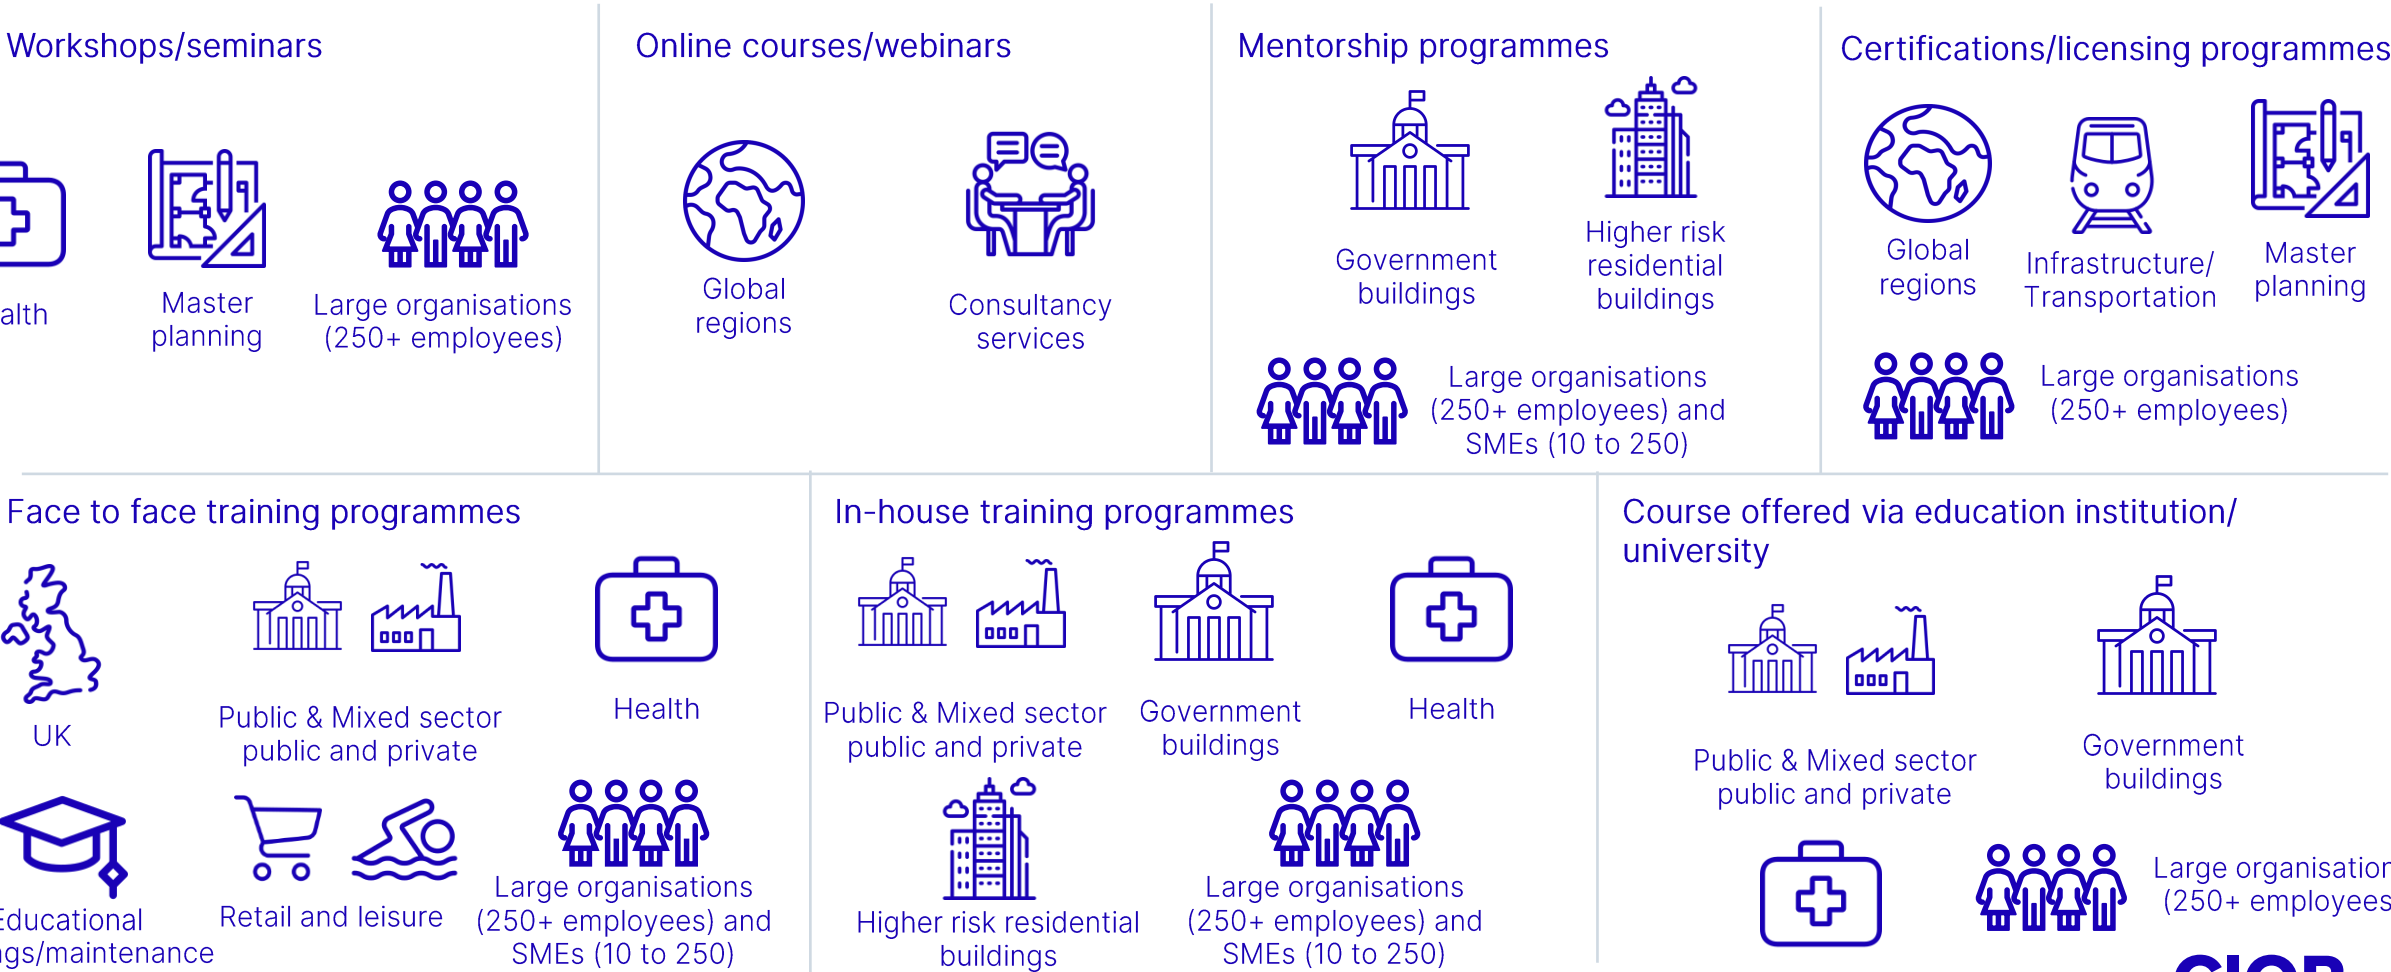 Workshops/seminars
alth
Master
planning
Large organisations
(250+ employees)
Online courses/webinars
Global
regions
Consultancy
services
Mentorship programmes
Government
buildings
Higher risk
residential
buildings
Large organisations
(250+ employees) and
SMEs (10 to 250)
Certifications/licensing programmes
Global
regions
Infrastructure/
Transportation
Master
planning
Large organisations
(250+ employees)
Face to face training programmes
UK
Public & Mixed sector
public and private
Health
Educational
ngs/maintenance
Retail and leisure
Large organisations
(250+ employees) and
SMEs (10 to 250)
In-house training programmes
Public & Mixed sector
public and private
Government
buildings
Health
Higher risk residential
buildings
Large organisations
(250+ employees) and
SMEs (10 to 250)
Course offered via education institution/
university
Public & Mixed sector
public and private
Government
buildings
Large organisation
(250+ employees